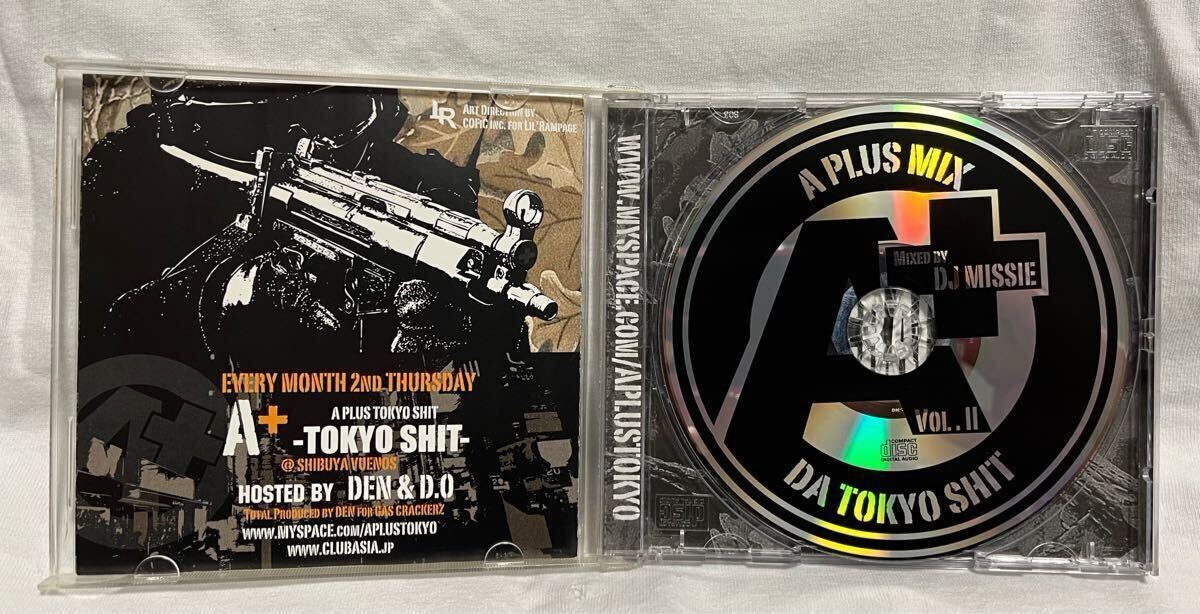 LR
ART DIRECTION BY
COFIC INC. FOR LIL'RAMPAGE
EVERY MONTH 2ND THURSDAY
A+
A PLUS TOKYO SHIT
-TOKYO SHIT-
@ SHIBUYA VUENOS
HOSTED BY DEN & D.O
TOTAL PRODUCED BY DEN FOR GAS CRACKERZ
WWW.MYSPACE.COM/APLUSTOKYO
WWW.CLUBASIA.JP
WWW.MYSPACE.COM/APLUSTOKYO
A PLUS MIX
A+
MIXED BY
DJ MISSIE
VOL. II
COMPACT
disc
DIGITAL AUDIO
DA TOKYO SHIT